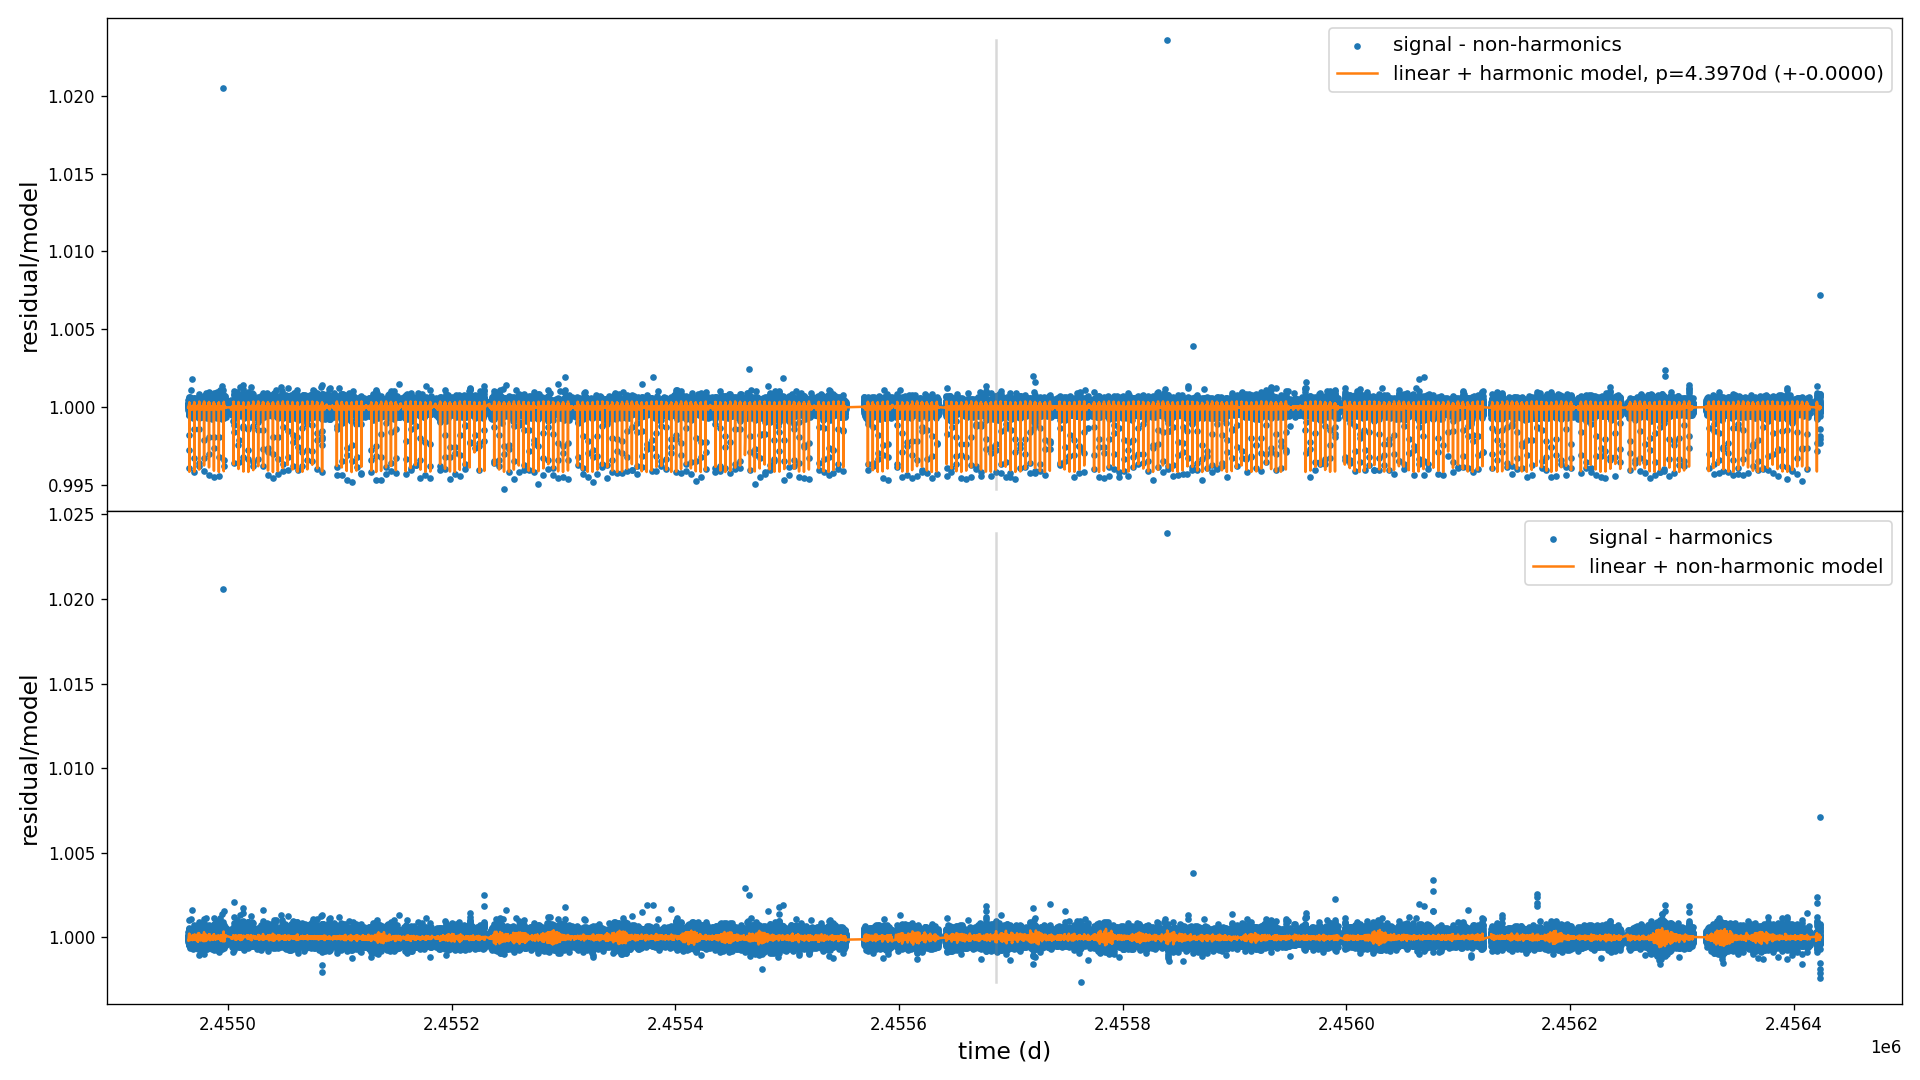 signal - non-harmonics
linear + harmonic model, p=4.3970d (+-0.0000)
residual/model
1.020
1.015
1.010
1.005
1.000
0.995
signal - harmonics
linear + non-harmonic model
residual/model
1.025
1.020
1.015
1.010
1.005
1.000
2.4550
2.4552
2.4554
2.4556
2.4558
2.4560
2.4562
2.4564
1e6
time (d)